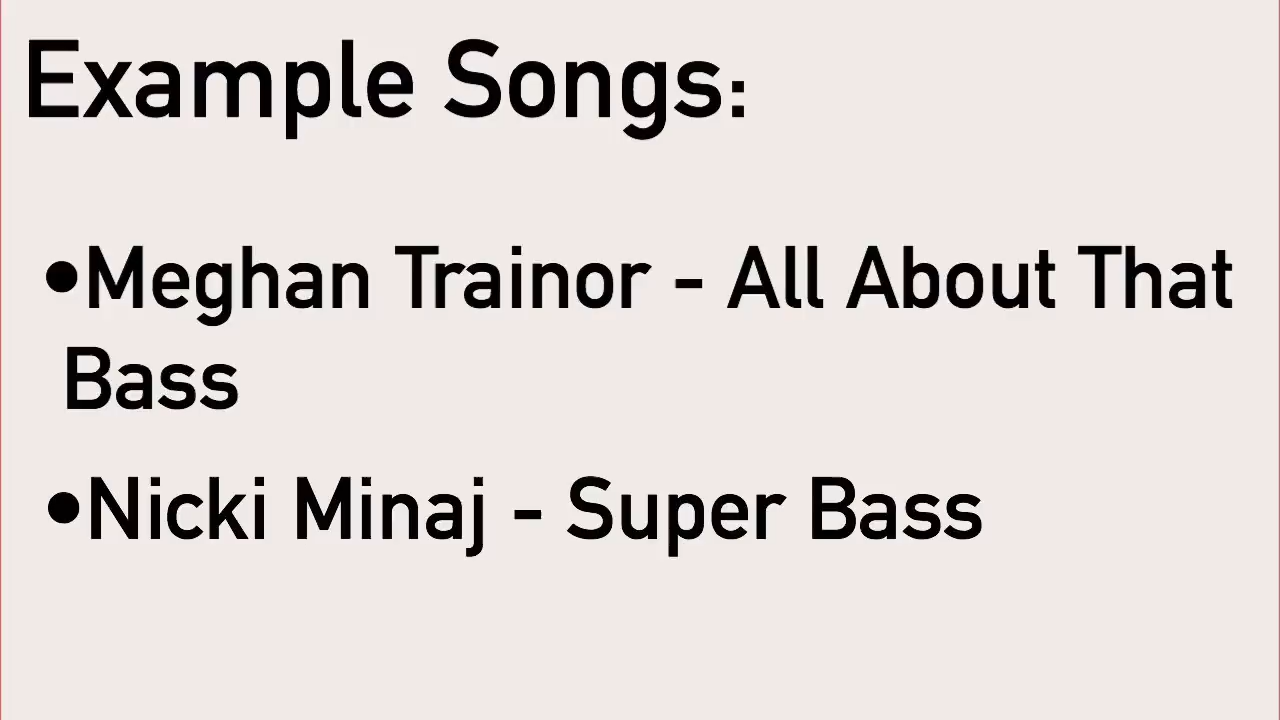 Example Songs:
•Meghan Trainor - All About That
Bass
•Nicki Minaj - Super Bass